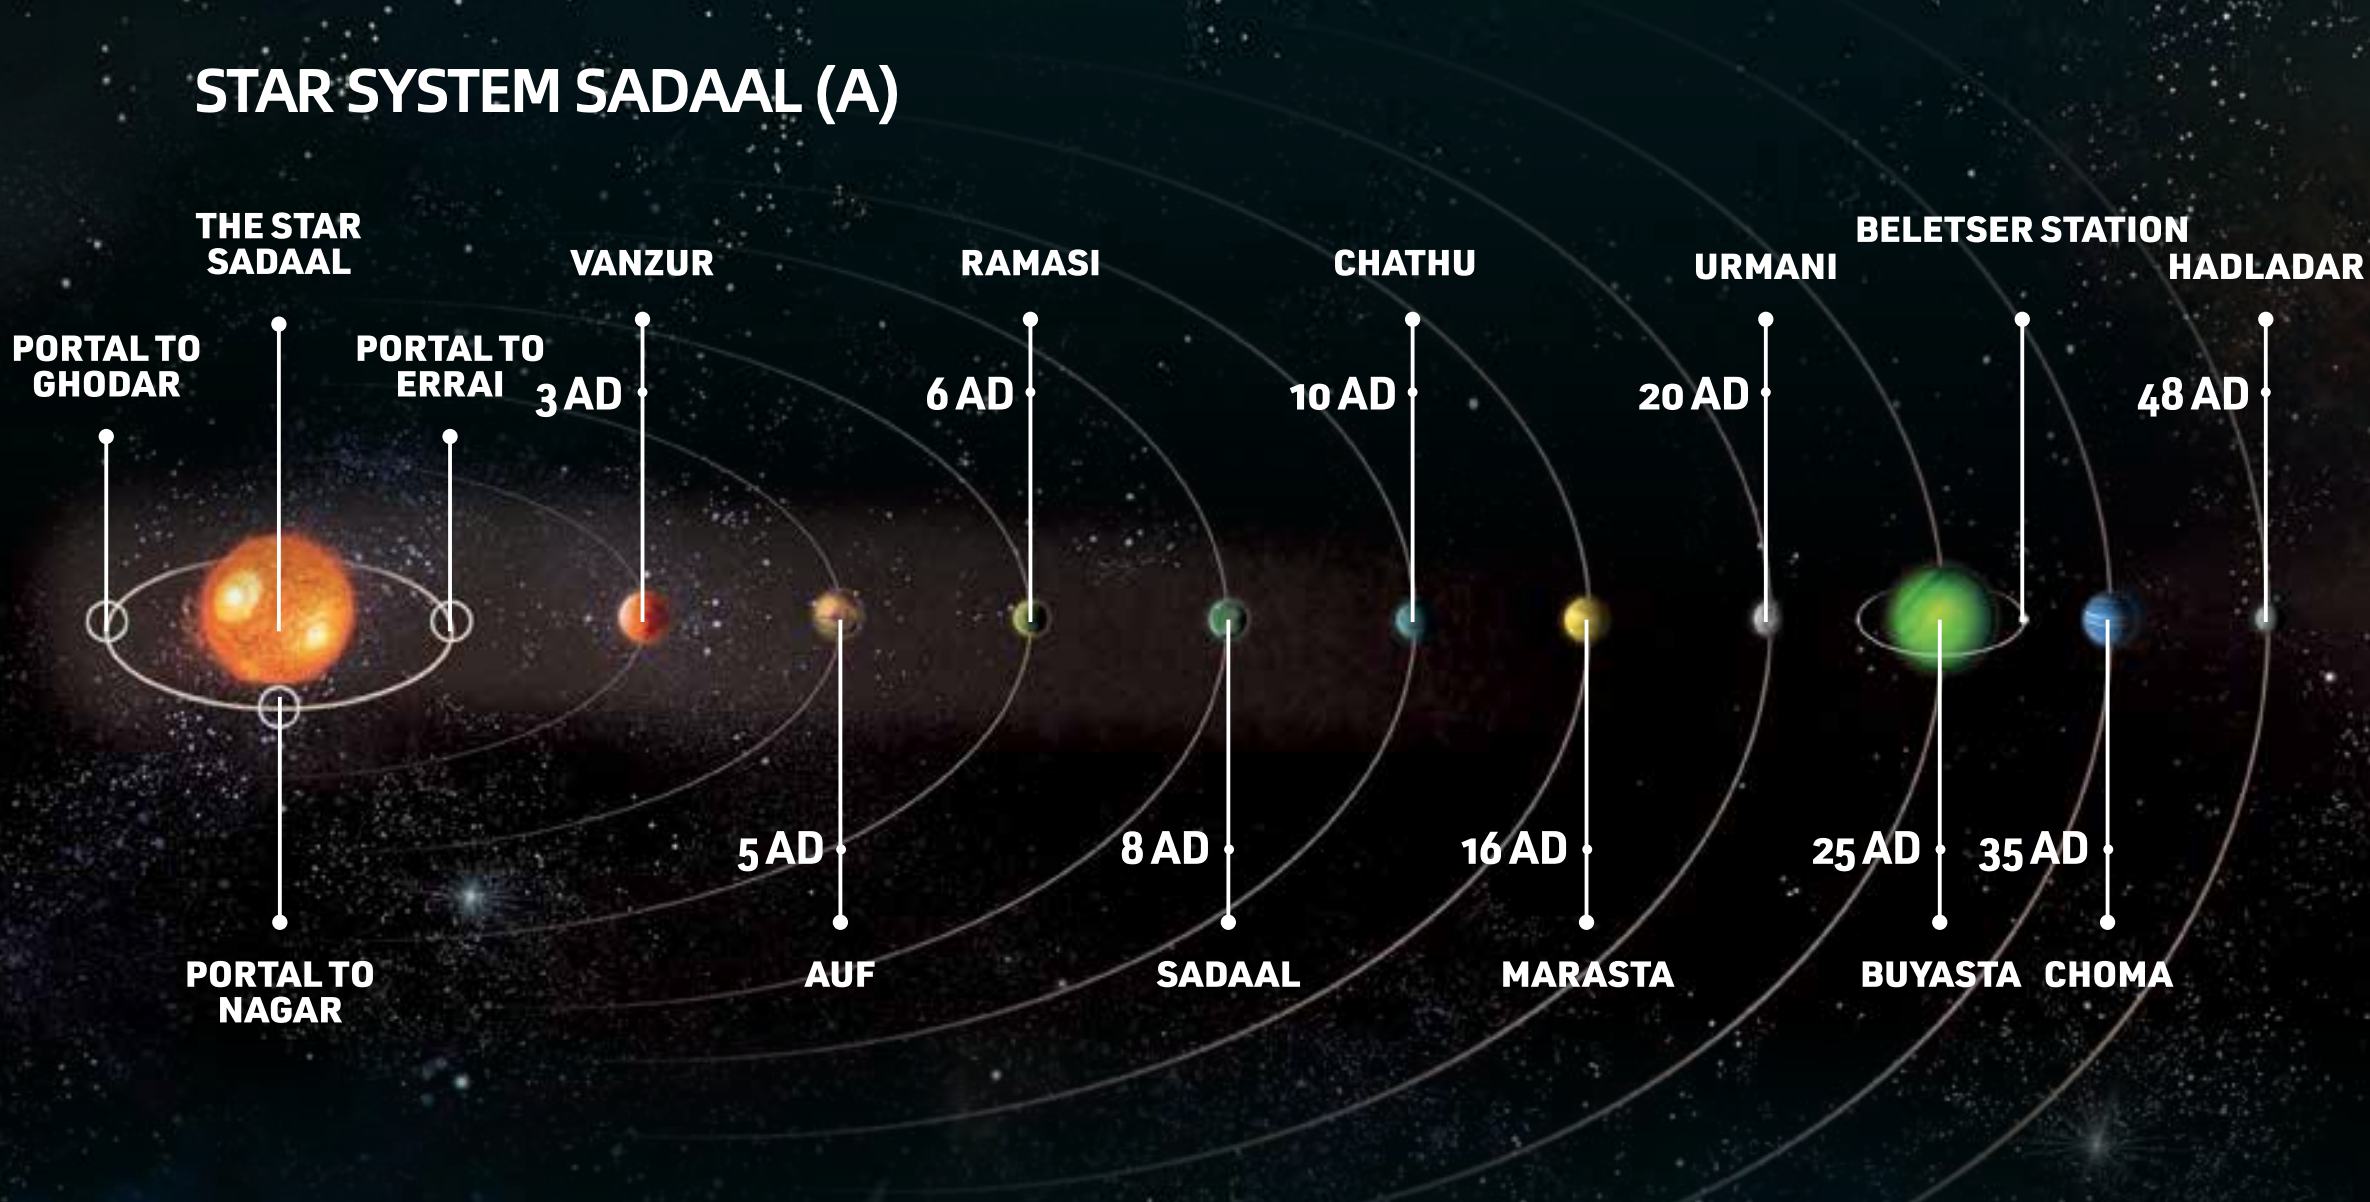 STAR SYSTEM SADAAL (A)
THE STAR
SADAAL
VANZUR
RAMASI
CHATHU
URMANI
BELETSER STATION
HADLADAR
PORTAL TO
GHODAR
PORTAL TO
ERRAI
3 AD
6 AD
10 AD
20 AD
48 AD
5 AD
8 AD
16 AD
25 AD
35 AD
PORTAL TO
NAGAR
AUF
SADAAL
MARASTA
BUYASTA
CHOMA